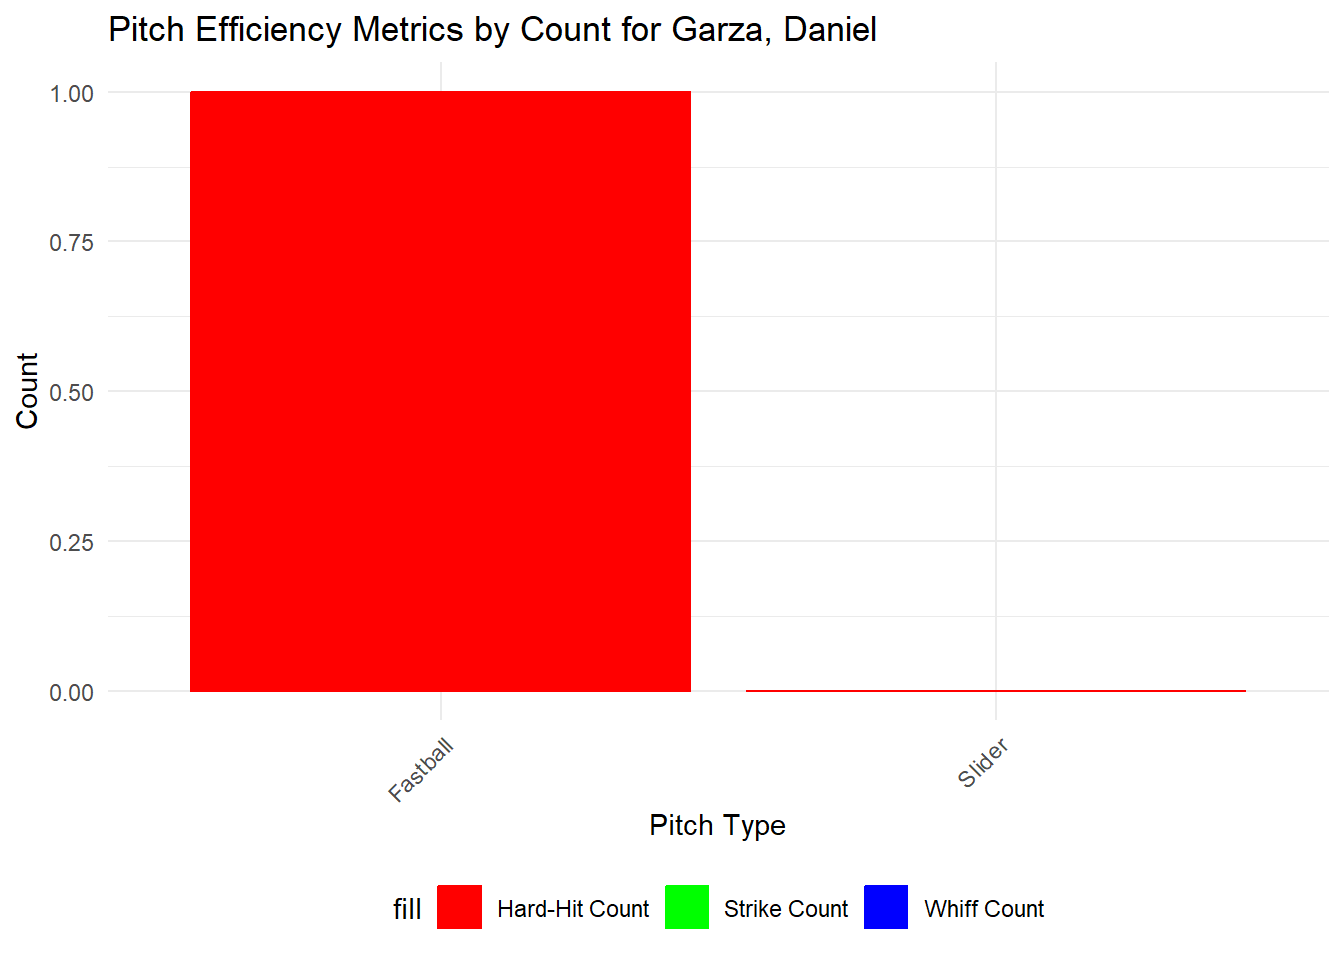 Pitch Efficiency Metrics by Count for Garza, Daniel
Count
1.00
0.75
0.50
0.25
0.00
Fastball
Slider
Pitch Type
fill
Hard-Hit Count
Strike Count
Whiff Count